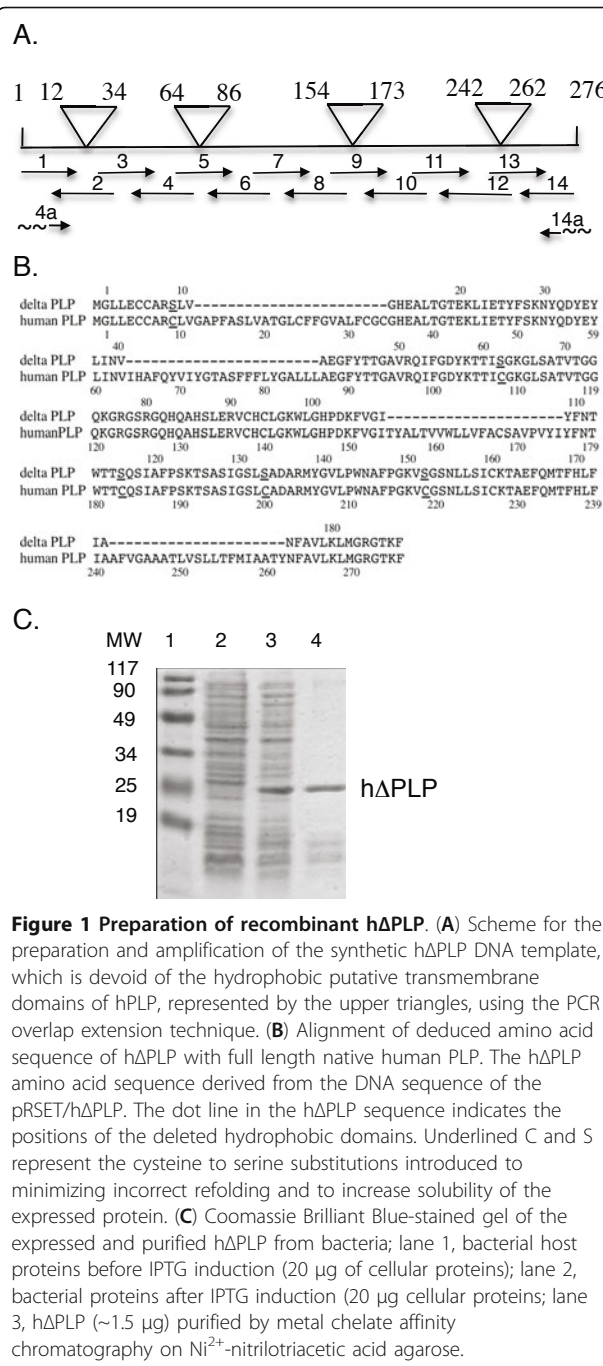 A.
1 12 34 64 86 154 173 242 262 276
1 3 5 7 9 11 13
2 4 6 8 10 12 14
4a 14a
~~ ~~
B.
1 10 20 30
delta PLP MGLLECCARSLV----------------------GHEALTGTEKLIETYFSKNYQDYEY
human PLP MGLLECCARCLVGAPFASLVATGLCFFGVALFCGCGHEALTGTEKLIETYFSKNYQDYEY
1 10 20 30 40 50 59
40 50 60 70
delta PLP LINV----------------------AEGFYTTGAVRQIFGDYKTTISGKGLSATVTGG
human PLP LINVIHAFQYVIYGTASFFFLYGALLLAEGFYTTGAVRQIFGDYKTTICGKGLSATVTGG
60 70 80 90 100 110 119
80 90 100 110
delta PLP QKGRGSRGQHQAHSLERVCHCLGKWLGHPDKFVGI--------------------YFNT
humanPLP QKGRGSRGQHQAHSLERVCHCLGKWLGHPDKFVGITYALTVVWLLVFACSAVPVYIYFNT
120 130 140 150 160 170 179
120 130 140 150 160 170
delta PLP WTTSQSIAFPSKTSASIGSLSADARMYGVLPWNAFPGKVSGSNLLSICKTAEFQMTFHLF
human PLP WTTCQSIAFPSKTSASIGSLCADARMYGVLPWNAFPGKVCGSNLLSICKTAEFQMTFHLF
180 190 200 210 220 230 239
180
delta PLP IA---------------------NFAVLKLMGRGTKF
human PLP IAAFVGAAATLVSLLTFMIAATYNFAVLKLMGRGTKF
240 250 262 270
C.
MW 1 2 3 4
117
90
49
34
25
19
hΔPLP
Figure 1 Preparation of recombinant hΔPLP. (A) Scheme for the
preparation and amplification of the synthetic hΔPLP DNA template,
which is devoid of the hydrophobic putative transmembrane
domains of hPLP, represented by the upper triangles, using the PCR
overlap extension technique. (B) Alignment of deduced amino acid
sequence of hΔPLP with full length native human PLP. The hΔPLP
amino acid sequence derived from the DNA sequence of the
pRSET/hΔPLP. The dot line in the hΔPLP sequence indicates the
positions of the deleted hydrophobic domains. Underlined C and S
represent the cysteine to serine substitutions introduced to
minimizing incorrect refolding and to increase solubility of the
expressed protein. (C) Coomassie Brilliant Blue-stained gel of the
expressed and purified hΔPLP from bacteria; lane 1, bacterial host
proteins before IPTG induction (20 μg of cellular proteins); lane 2,
bacterial proteins after IPTG induction (20 μg cellular proteins; lane
3, hΔPLP (~1.5 μg) purified by metal chelate affinity
chromatography on Ni²⁺-nitrilotriacetic acid agarose.